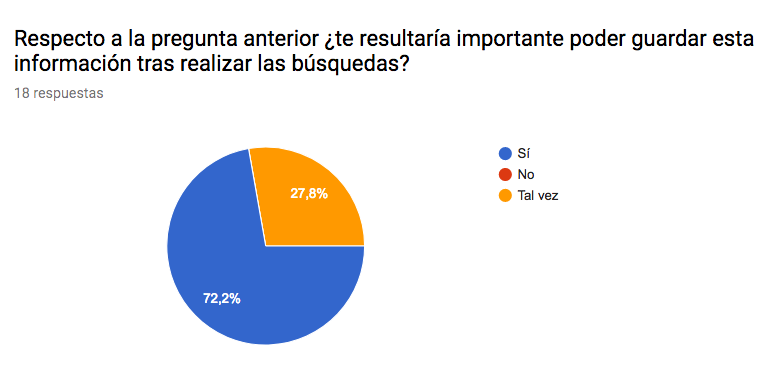 Respecto a la pregunta anterior ¿te resultaría importante poder guardar esta
información tras realizar las búsquedas?
18 respuestas
Sí
No
Tal vez
27,8%
72,2%